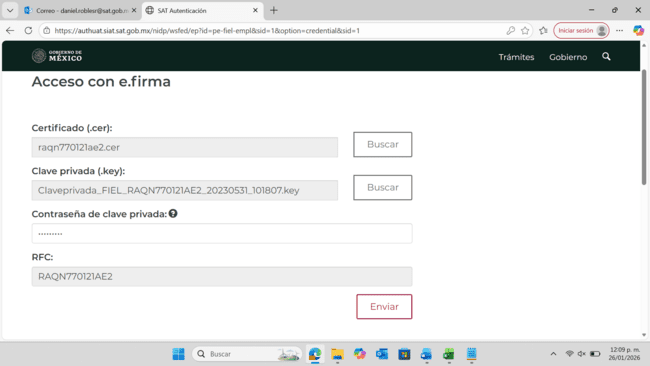 Correo - daniel.roblesr@sat.gob.m
SAT Autenticación
https://authuat.siat.sat.gob.mx/nidp/wsfed/ep?id=pe-fiel-empl&sid=1&option=credential&sid=1
Iniciar sesión
GOBIERNO DE
MÉXICO
Trámites
Gobierno
Acceso con e.firma
Certificado (.cer):
raqn770121ae2.cer
Buscar
Clave privada (.key):
Claveprivada_FIEL_RAQN770121AE2_20230531_101807.key
Buscar
Contraseña de clave privada:
•••••••••
RFC:
RAQN770121AE2
Enviar
Buscar
12:09 p. m.
26/01/2026